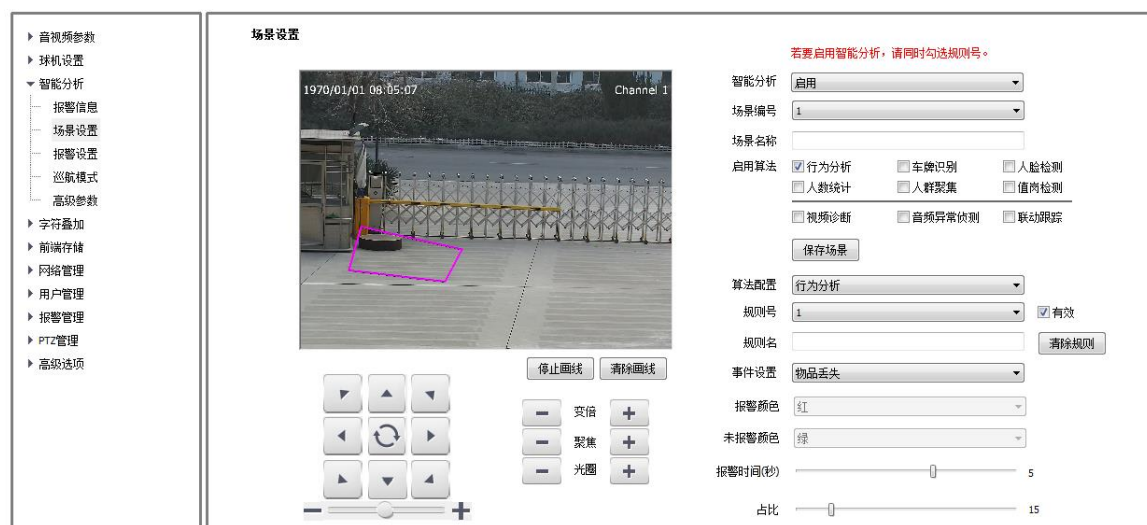 音视频参数
球机设置
智能分析
报警信息
场景设置
报警设置
巡航模式
高级参数
字符叠加
前端存储
网络管理
用户管理
报警管理
PTZ管理
高级选项
场景设置
1970/01/01 08:05:07 Channel 1
停止画线 清除画线
变倍
聚焦
光圈
若要启用智能分析，请同时勾选规则号。
智能分析 启用
场景编号 1
场景名称
启用算法 行为分析 车牌识别 人脸检测
人数统计 人群聚集 值岗检测
视频诊断 音频异常侦测 联动跟踪
保存场景
算法配置 行为分析
规则号 1 有效
规则名 清除规则
事件设置 物品丢失
报警颜色 红
未报警颜色 绿
报警时间(秒) 5
占比 15